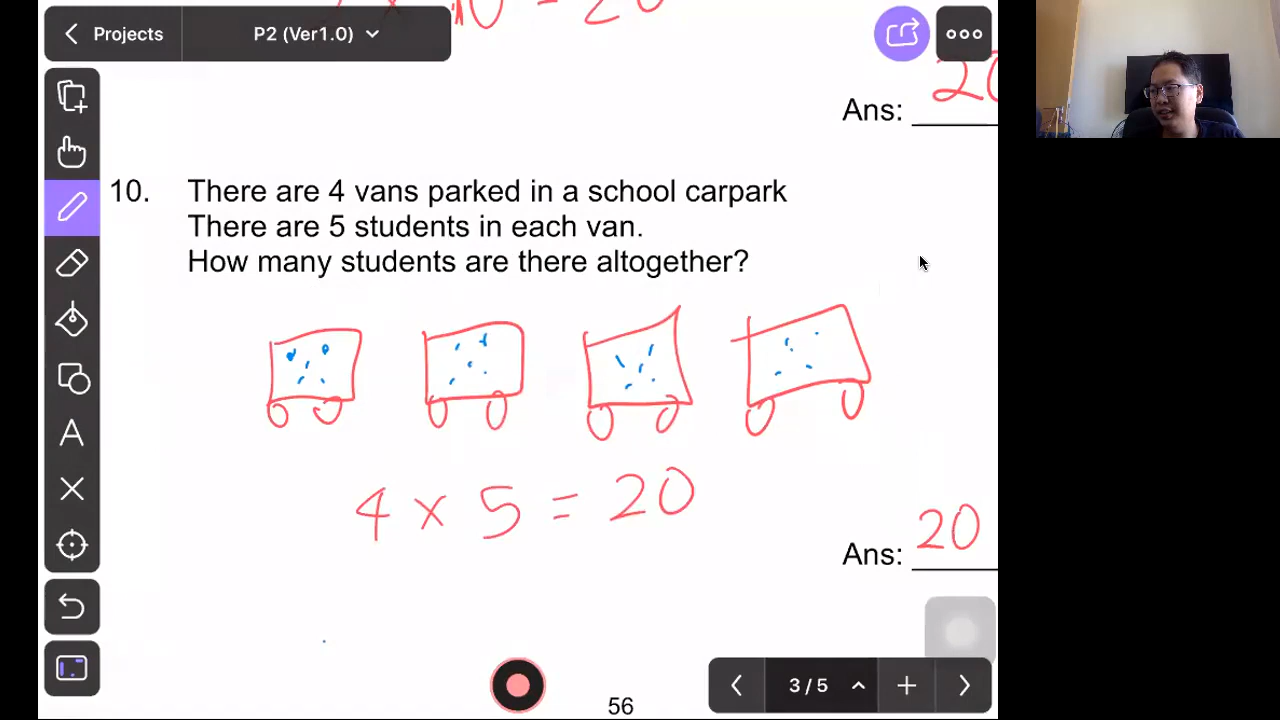 Projects
P2 (Ver1.0)
Ans: 20
10. There are 4 vans parked in a school carpark
There are 5 students in each van.
How many students are there altogether?
4 × 5 = 20
Ans: 20
A
3 / 5
56